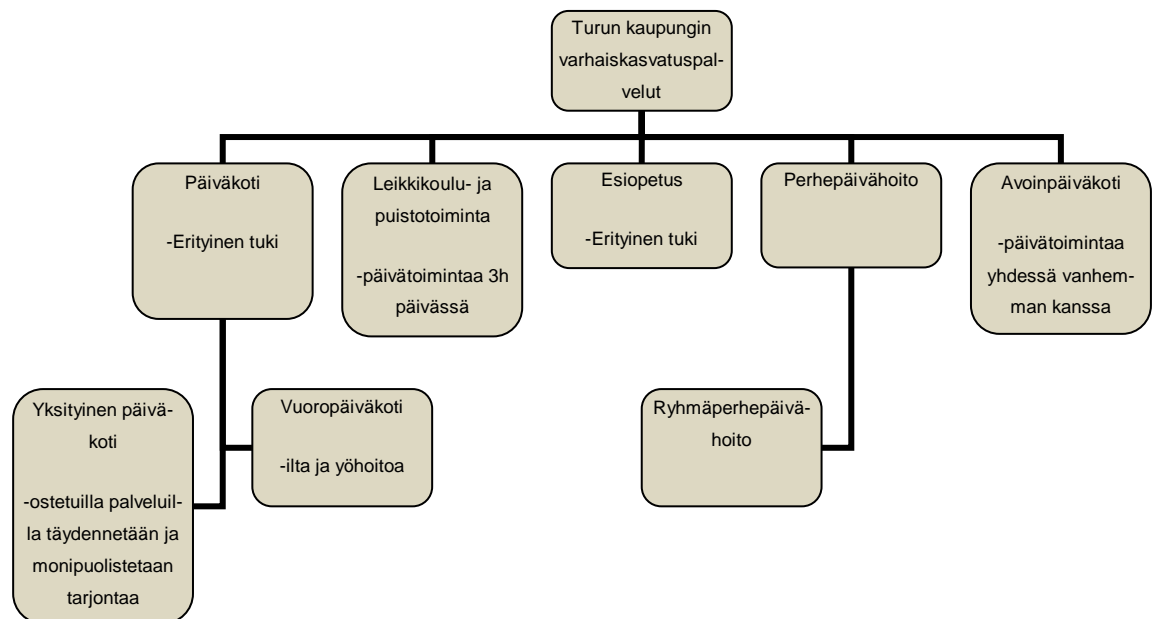 Turun kaupungin
varhaiskasvatuspal-
velut
Päiväkoti
-Erityinen tuki
Leikkikoulu- ja
puistotoiminta
-päivätoimintaa 3h
päivässä
Esiopetus
-Erityinen tuki
Perhepäivähoito
Avoinpäiväkoti
-päivätoimintaa
yhdessä vanhem-
man kanssa
Yksityinen päivä-
koti
-ostetuilla palveluil-
la täydennetään ja
monipuolistetaan
tarjontaa
Vuoropäiväkoti
-ilta ja yöhoitoa
Ryhmäperhepäivä-
hoito